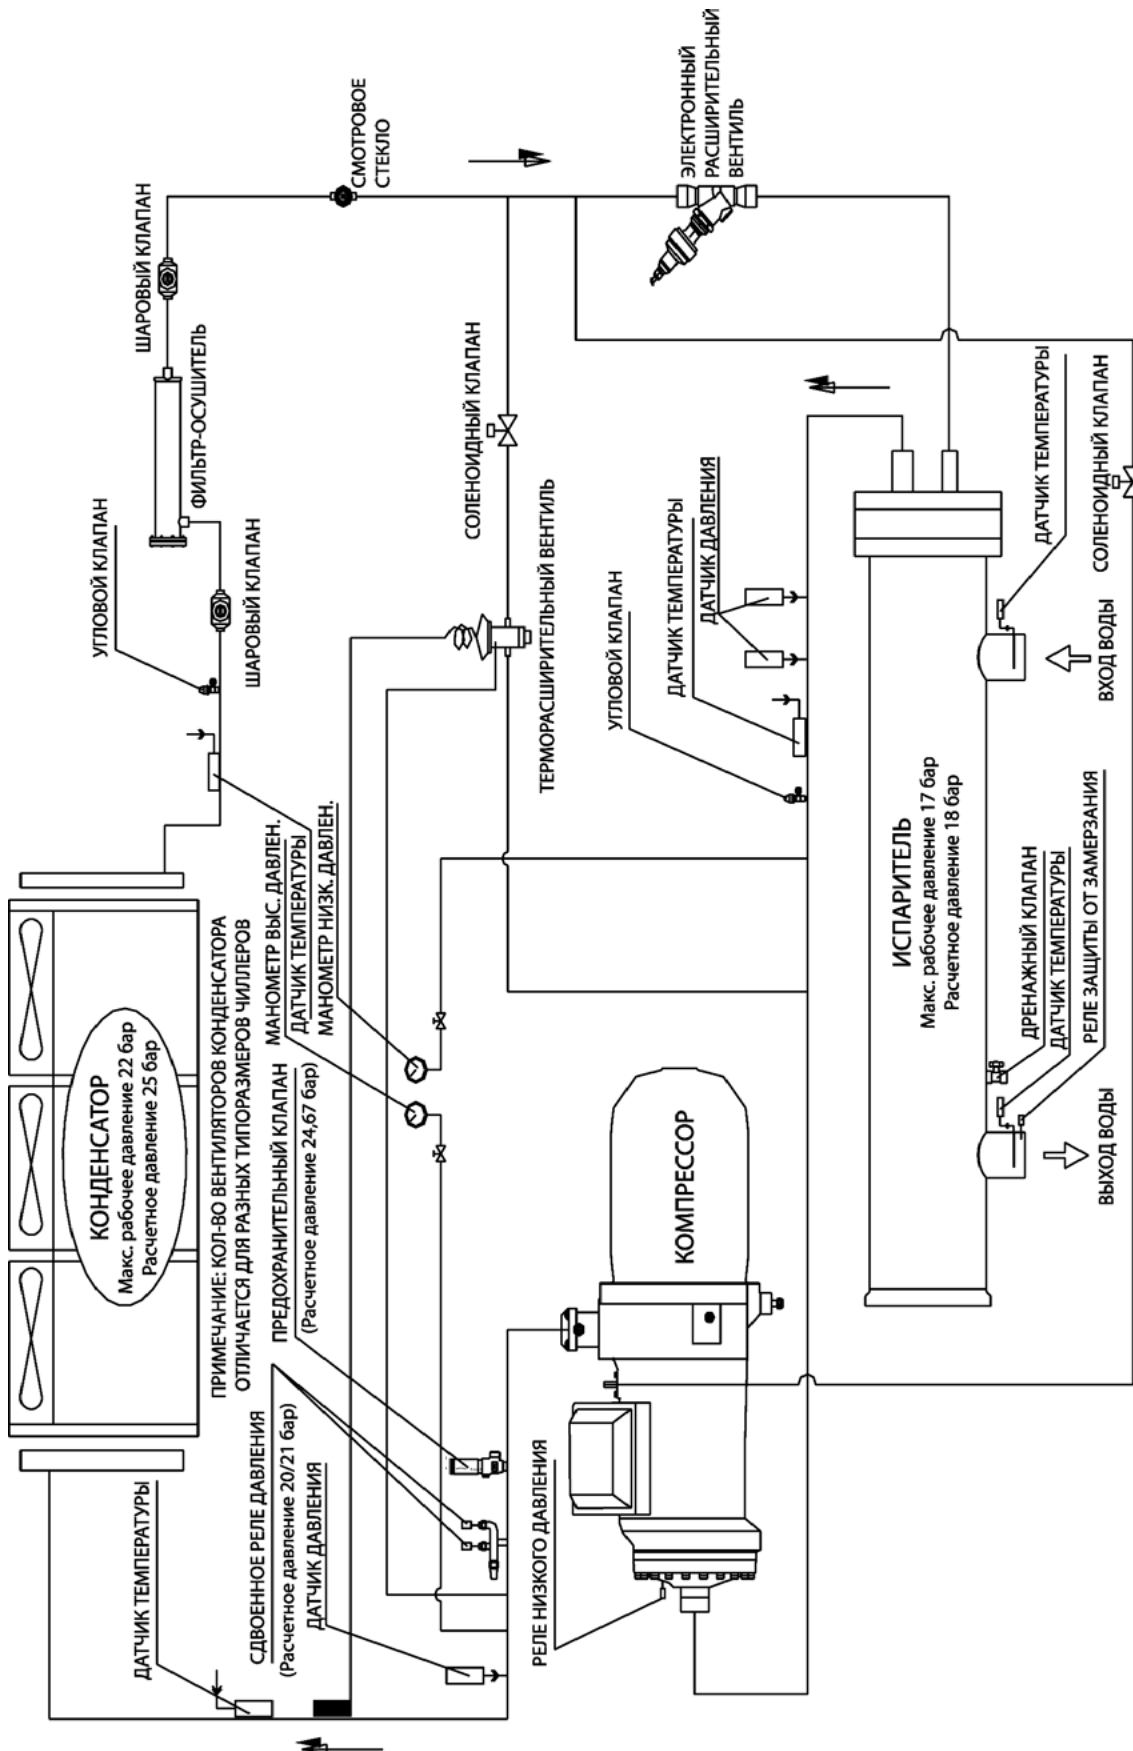 КОНДЕНСАТОР
Макс. рабочее давление 22 бар
Расчетное давление 25 бар
ПРИМЕЧАНИЕ: КОЛ-ВО ВЕНТИЛЯТОРОВ КОНДЕНСАТОРА
ОТЛИЧАЕТСЯ ДЛЯ РАЗНЫХ ТИПОРАЗМЕРОВ ЧИЛЛЕРОВ
УГЛОВОЙ КЛАПАН
ШАРОВЫЙ КЛАПАН
ФИЛЬТР-ОСУШИТЕЛЬ
ШАРОВЫЙ КЛАПАН
СМОТРОВОЕ
СТЕКЛО
ДАТЧИК ТЕМПЕРАТУРЫ
СДВОЕННОЕ РЕЛЕ ДАВЛЕНИЯ
(Расчетное давление 20/21 бар)
ДАТЧИК ДАВЛЕНИЯ
ПРЕДОХРАНИТЕЛЬНЫЙ КЛАПАН
(Расчетное давление 24,67 бар)
МАНОМЕТР ВЫС. ДАВЛЕН.
ДАТЧИК ТЕМПЕРАТУРЫ
МАНОМЕТР НИЗК. ДАВЛЕН.
СОЛЕНОИДНЫЙ КЛАПАН
ТЕРМОРАСШИРИТЕЛЬНЫЙ ВЕНТИЛЬ
ЭЛЕКТРОННЫЙ
РАСШИРИТЕЛЬНЫЙ
ВЕНТИЛЬ
РЕЛЕ НИЗКОГО ДАВЛЕНИЯ
КОМПРЕССОР
УГЛОВОЙ КЛАПАН
ДАТЧИК ТЕМПЕРАТУРЫ
ДАТЧИК ДАВЛЕНИЯ
ИСПАРИТЕЛЬ
Макс. рабочее давление 17 бар
Расчетное давление 18 бар
ДРЕНАЖНЫЙ КЛАПАН
ДАТЧИК ТЕМПЕРАТУРЫ
РЕЛЕ ЗАЩИТЫ ОТ ЗАМЕРЗАНИЯ
ВЫХОД ВОДЫ
ВХОД ВОДЫ
ДАТЧИК ТЕМПЕРАТУРЫ
СОЛЕНОИДНЫЙ КЛАПАН